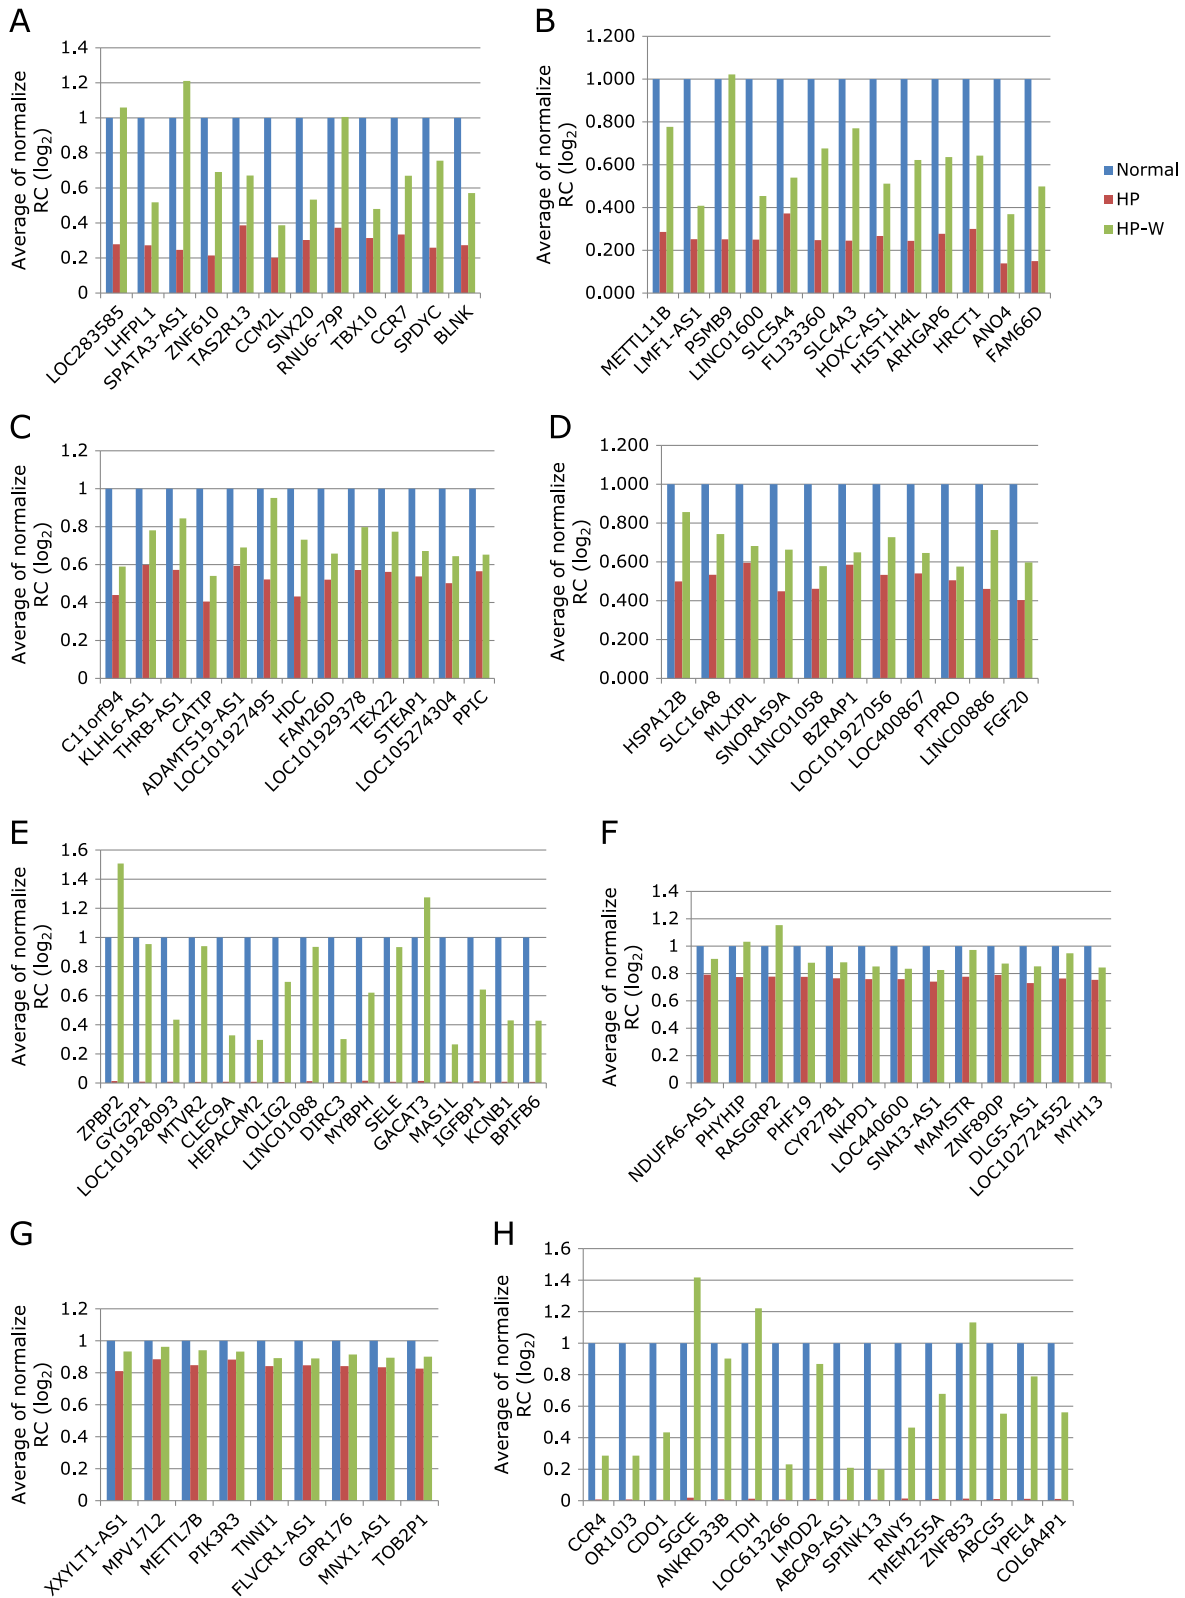 A
Average of normalize
RC (log2)
1.4
1.2
1
0.8
0.6
0.4
0.2
0
LOC283585
LHFPL1
SPATA3-AS1
ZNF610
TAS2R13
CCM2L
SNX20
RNU6-79P
TBX10
CCR7
SPDYC
BLNK
B
Average of normalize
RC (log2)
1.200
1.000
0.800
0.600
0.400
0.200
0.000
METTL11B
LMF1-AS1
PSMB9
LINC01600
SLC5A4
FLJ33360
SLC4A3
HOXC-AS1
HIST1H4L
ARHGAP6
HRCT1
ANO4
FAM66D
Normal
HP
HP-W
C
Average of normalize
RC (log2)
1.2
1
0.8
0.6
0.4
0.2
0
C11orf94
KLHL6-AS1
THRB-AS1
CATIP
ADAMTS19-AS1
LOC101927495
HDC
FAM26D
LOC101929378
TEX22
STEAP1
LOC105274304
PPIC
D
Average of normalize
RC (log2)
1.200
1.000
0.800
0.600
0.400
0.200
0.000
HSPA12B
SLC16A8
MLXIPL
SNORA59A
LINC01058
BZRAP1
LOC101927056
LOC400867
PTPRO
LINC00886
FGF20
E
Average of normalize
RC (log2)
1.6
1.4
1.2
1
0.8
0.6
0.4
0.2
0
ZPBP2
GYG2P1
LOC101928093
MTVR2
CLEC9A
HEPACAM2
OLIG2
LINC01088
DIRC3
MYBPH
SELE
GACAT3
MAS1L
IGFBP1
KCNB1
BPIFB6
F
Average of normalize
RC (log2)
1.4
1.2
1
0.8
0.6
0.4
0.2
0
NDUFA6-AS1
PHYHIP
RASGRP2
PHF19
CYP27B1
NKPD1
LOC440600
SNAI3-AS1
MAMSTR
ZNF890P
DLG5-AS1
LOC102724552
MYH13
G
Average of normalize
RC (log2)
1.2
1
0.8
0.6
0.4
0.2
0
XXYLT1-AS1
MPV17L2
METTL7B
PIK3R3
TNNI1
FLVCR1-AS1
GPR176
MNX1-AS1
TOB2P1
H
Average of normalize
RC (log2)
1.6
1.4
1.2
1
0.8
0.6
0.4
0.2
0
CCR4
OR10J3
CDO1
SGCE
ANKRD33B
TDH
LOC613266
LMOD2
ABCA9-AS1
SPINK13
RNY5
TMEM255A
ZNF853
ABCG5
YPEL4
COL6A4P1